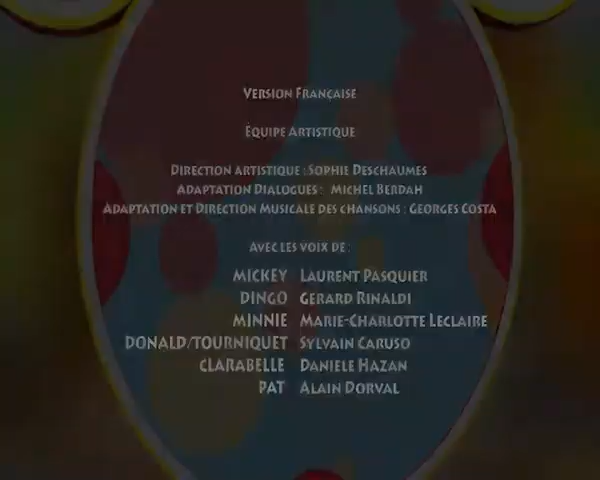 Version Française
Équipe Artistique
Direction artistique : Sophie Deschaumes
Adaptation Dialogues : Michel Berdah
Adaptation et Direction Musicale des chansons : Georges Costa
avec les voix de :
MICKEY Laurent Pasquier
DINGO Gerard Rinaldi
MINNIE Marie-Charlotte Leclaire
DONALD/TOURNIQUET Sylvain Caruso
CLARABELLE Daniele Hazan
PAT Alain Dorval